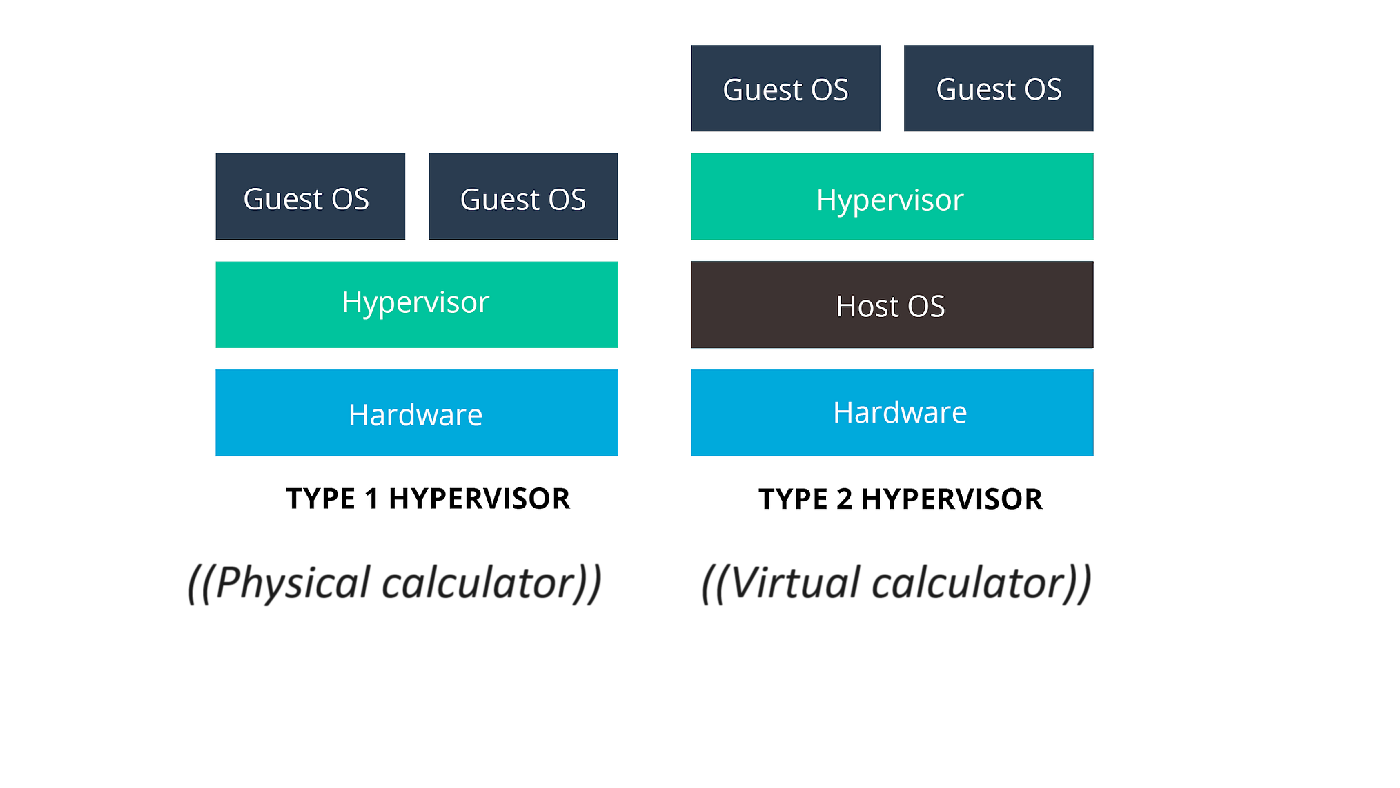 Guest OS Guest OS
Hypervisor
Hardware
TYPE 1 HYPERVISOR
((Physical calculator))
Guest OS Guest OS
Hypervisor
Host OS
Hardware
TYPE 2 HYPERVISOR
((Virtual calculator))